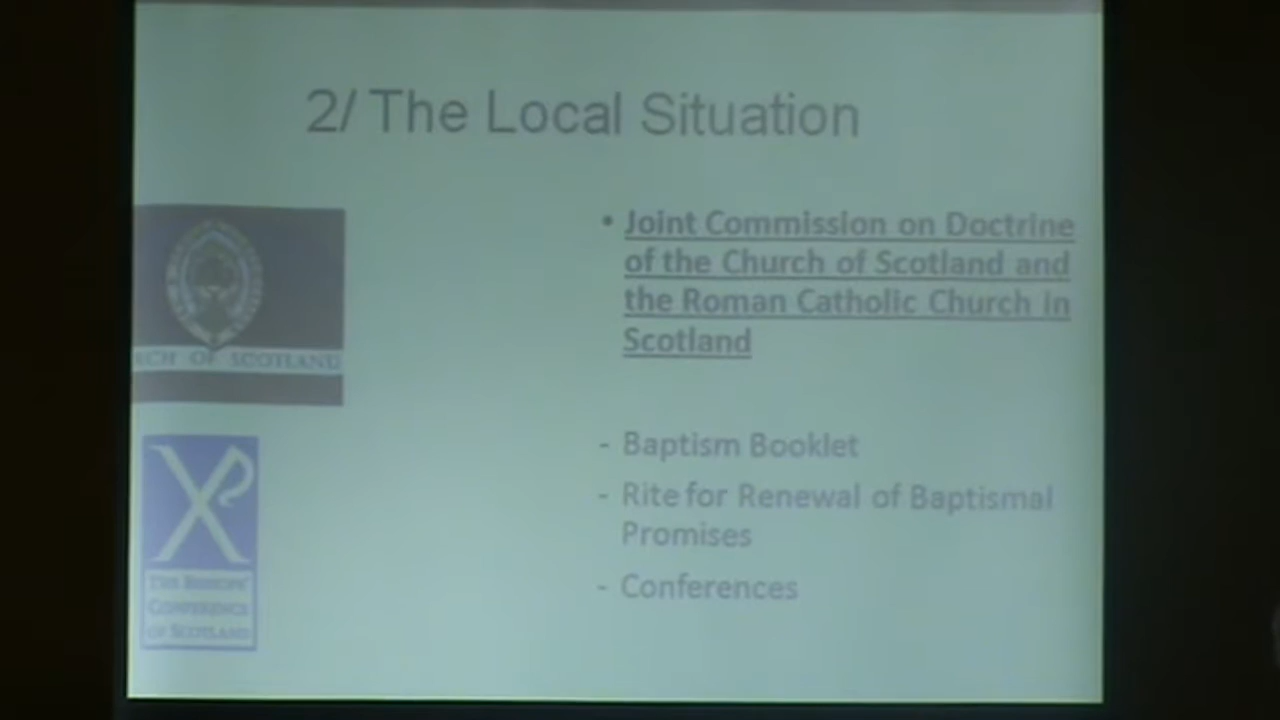 2/ The Local Situation
• Joint Commission on Doctrine
of the Church of Scotland and
the Roman Catholic Church in
Scotland
RCH OF SCOTLAND
- Baptism Booklet
- Rite for Renewal of Baptismal
Promises
- Conferences
THE BISHOPS'
CONFERENCE
OF SCOTLAND